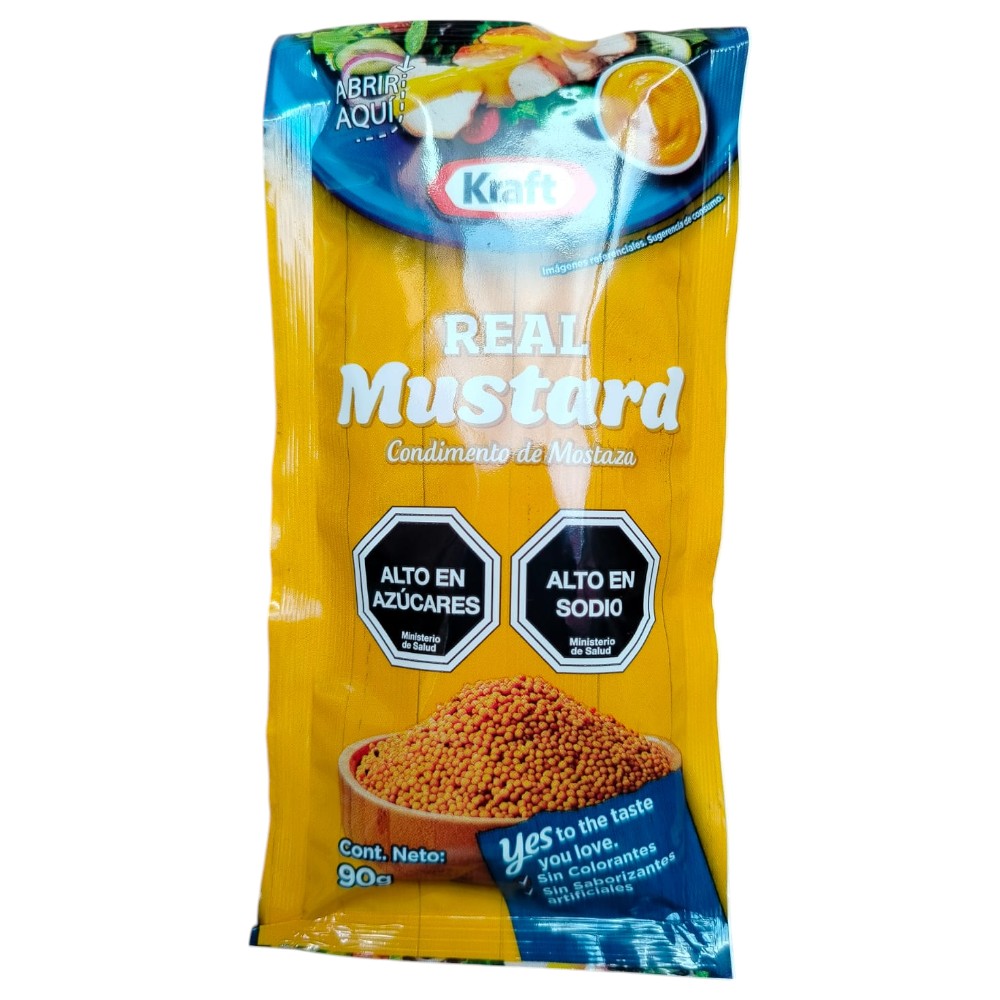 ABRIR
AQUÍ
Kraft
Imágenes referenciales. Sugerencia de consumo.
REAL
Mustard
Condimento de Mostaza
ALTO EN
AZÚCARES
Ministerio
de Salud
ALTO EN
SODIO
Ministerio
de Salud
Cont. Neto:
90g
Yes to the taste
you love.
Sin Colorantes
Sin Saborizantes
artificiales